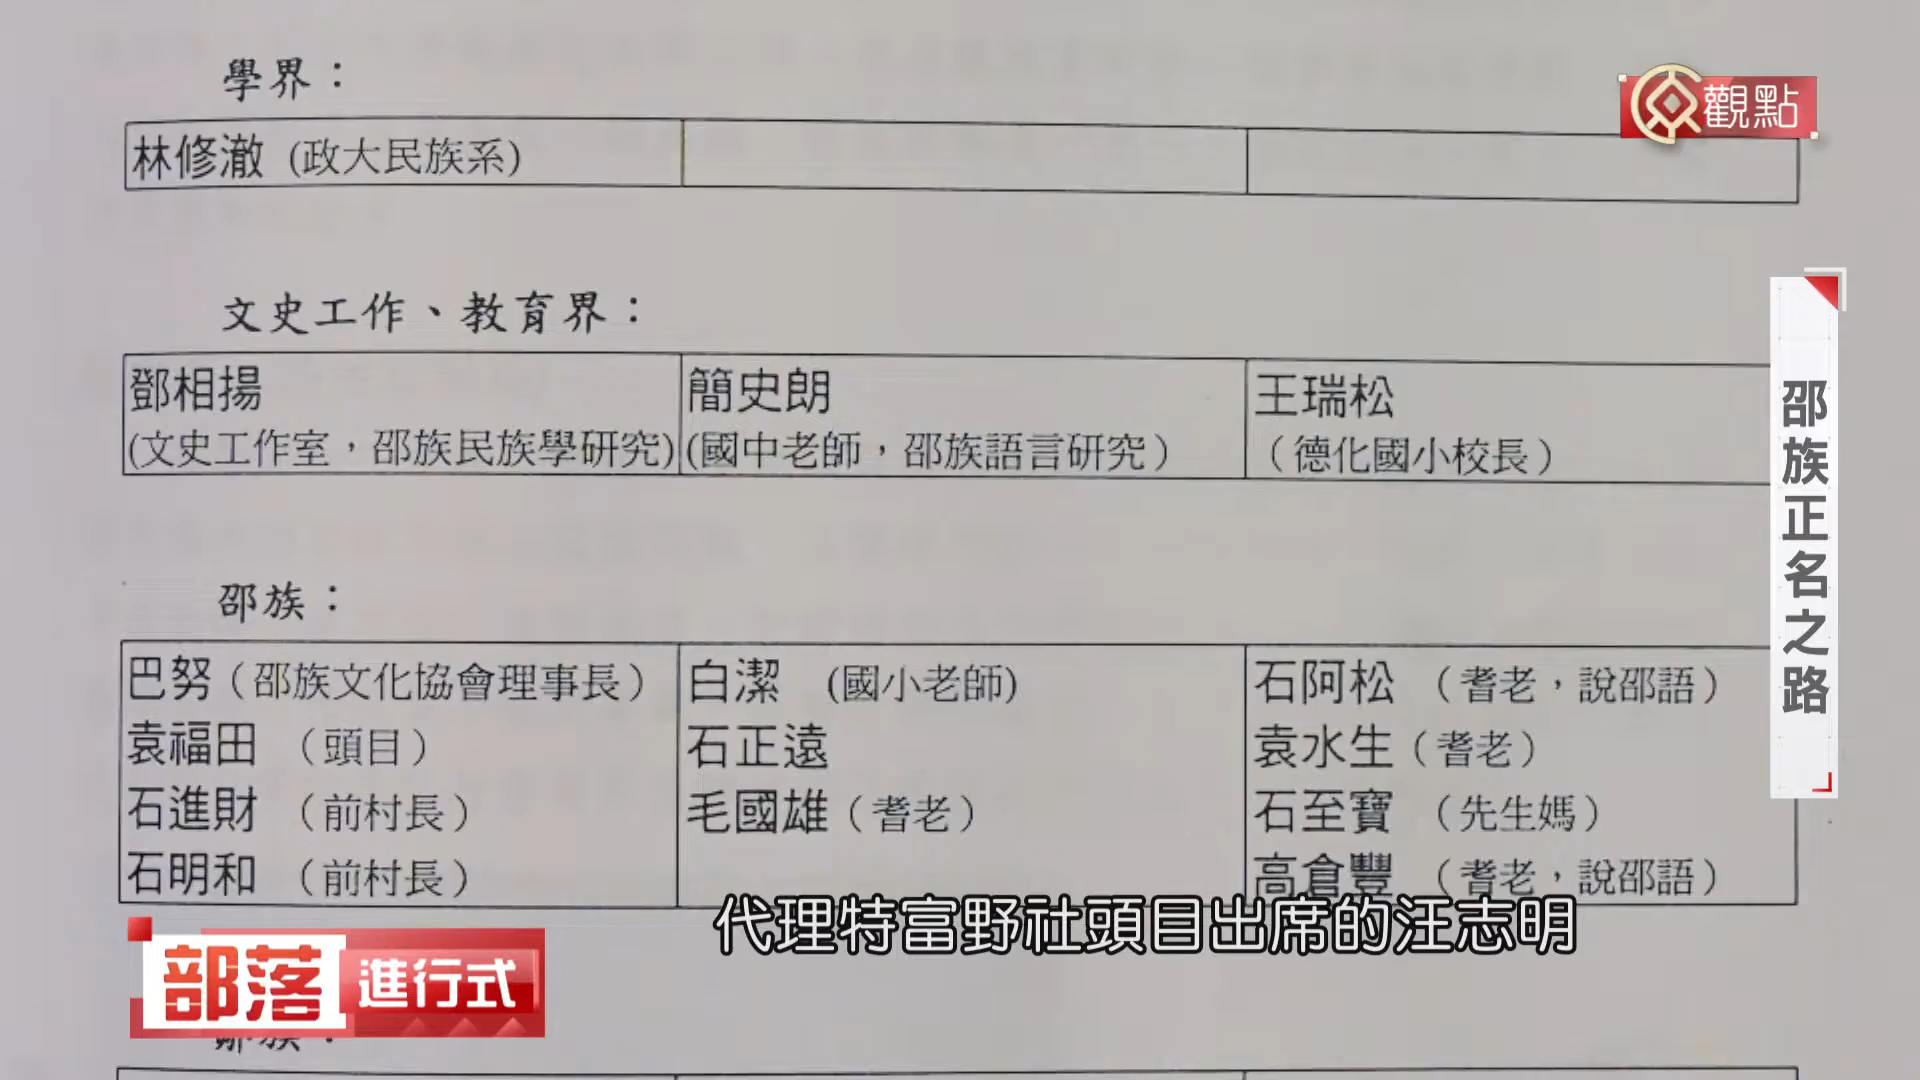 學界：
觀點
林修澈 (政大民族系)
文史工作、教育界：
鄧相揚
(文史工作室，邵族民族學研究)
簡史朗
(國中老師，邵族語言研究)
王瑞松
(德化國小校長)
邵族正名之路
邵族：
巴努 (邵族文化協會理事長)
袁福田 (頭目)
石進財 (前村長)
石明和 (前村長)
白潔 (國小老師)
石正遠
毛國雄 (耆老)
石阿松 (耆老，說邵語)
袁水生 (耆老)
石至寶 (先生媽)
高倉豐 (耆老，說邵語)
代理特富野社頭目出席的汪志明
部落 進行式
鄒族：